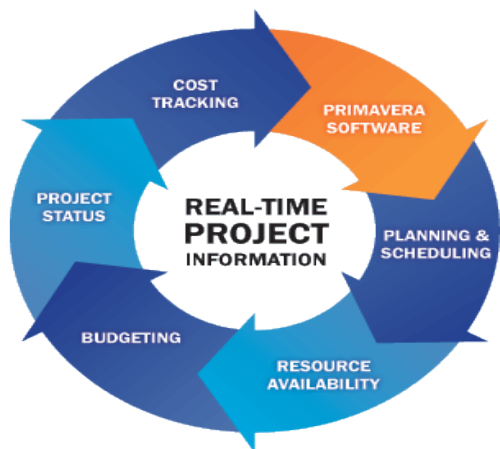 COST
TRACKING
PRIMAVERA
SOFTWARE
PLANNING &
SCHEDULING
RESOURCE
AVAILABILITY
BUDGETING
PROJECT
STATUS
REAL-TIME
PROJECT
INFORMATION